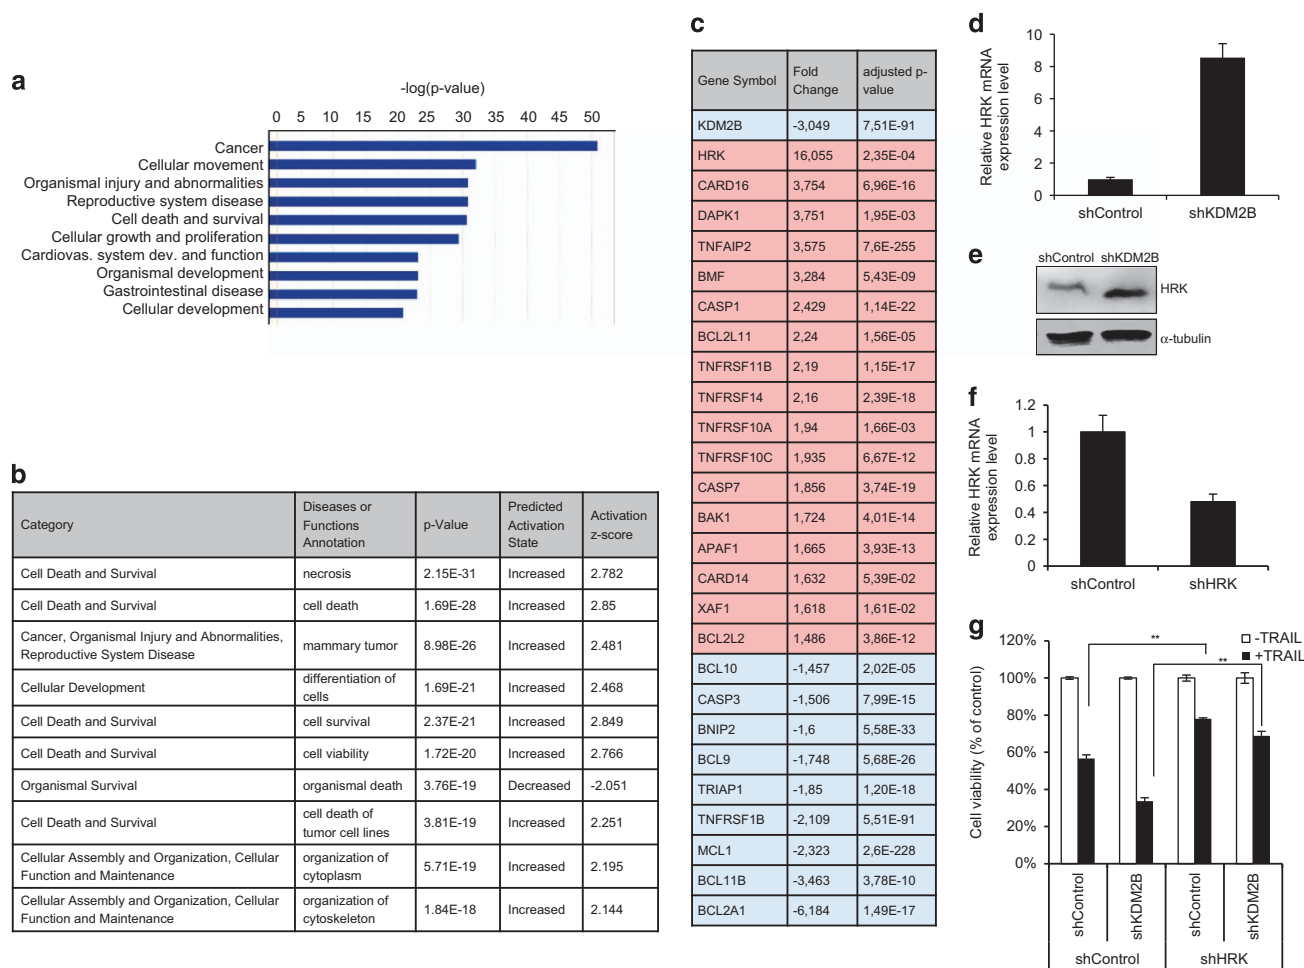 a
-log(p-value)
0 5 10 15 20 25 30 35 40 45 50
Cancer
Cellular movement
Organismal injury and abnormalities
Reproductive system disease
Cell death and survival
Cellular growth and proliferation
Cardiovas. system dev. and function
Organismal development
Gastrointestinal disease
Cellular development
b
Category
Diseases or
Functions
Annotation
p-Value
Predicted
Activation
State
Activation
z-score
Cell Death and Survival necrosis 2.15E-31 Increased 2.782
Cell Death and Survival cell death 1.69E-28 Increased 2.85
Cancer, Organismal Injury and Abnormalities,
Reproductive System Disease
mammary tumor 8.98E-26 Increased 2.481
Cellular Development
differentiation of
cells
1.69E-21 Increased 2.468
Cell Death and Survival cell survival 2.37E-21 Increased 2.849
Cell Death and Survival cell viability 1.72E-20 Increased 2.766
Organismal Survival organismal death 3.76E-19 Decreased -2.051
Cell Death and Survival
cell death of
tumor cell lines
3.81E-19 Increased 2.251
Cellular Assembly and Organization, Cellular
Function and Maintenance
organization of
cytoplasm
5.71E-19 Increased 2.195
Cellular Assembly and Organization, Cellular
Function and Maintenance
organization of
cytoskeleton
1.84E-18 Increased 2.144
c
Gene Symbol
Fold
Change
adjusted p-
value
KDM2B -3,049 7,51E-91
HRK 16,055 2,35E-04
CARD16 3,754 6,96E-16
DAPK1 3,751 1,95E-03
TNFAIP2 3,575 7,6E-255
BMF 3,284 5,43E-09
CASP1 2,429 1,14E-22
BCL2L11 2,24 1,56E-05
TNFRSF11B 2,19 1,15E-17
TNFRSF14 2,16 2,39E-18
TNFRSF10A 1,94 1,66E-03
TNFRSF10C 1,935 6,67E-12
CASP7 1,856 3,74E-19
BAK1 1,724 4,01E-14
APAF1 1,665 3,93E-13
CARD14 1,632 5,39E-02
XAF1 1,618 1,61E-02
BCL2L2 1,486 3,86E-12
BCL10 -1,457 2,02E-05
CASP3 -1,506 7,99E-15
BNIP2 -1,6 5,58E-33
BCL9 -1,748 5,68E-26
TRIAP1 -1,85 1,20E-18
TNFRSF1B -2,109 5,51E-91
MCL1 -2,323 2,6E-228
BCL11B -3,463 3,78E-10
BCL2A1 -6,184 1,49E-17
d
Relative HRK mRNA
expression level
10
8
6
4
2
0
shControl shKDM2B
e
shControl shKDM2B
HRK
α-tubulin
f
Relative HRK mRNA
expression level
1.2
1
0.8
0.6
0.4
0.2
0
shControl shHRK
g
Cell viability (% of control)
120%
100%
80%
60%
40%
20%
0%
-TRAIL
+TRAIL
**
**
shControl shKDM2B shControl shKDM2B
shControl shHRK